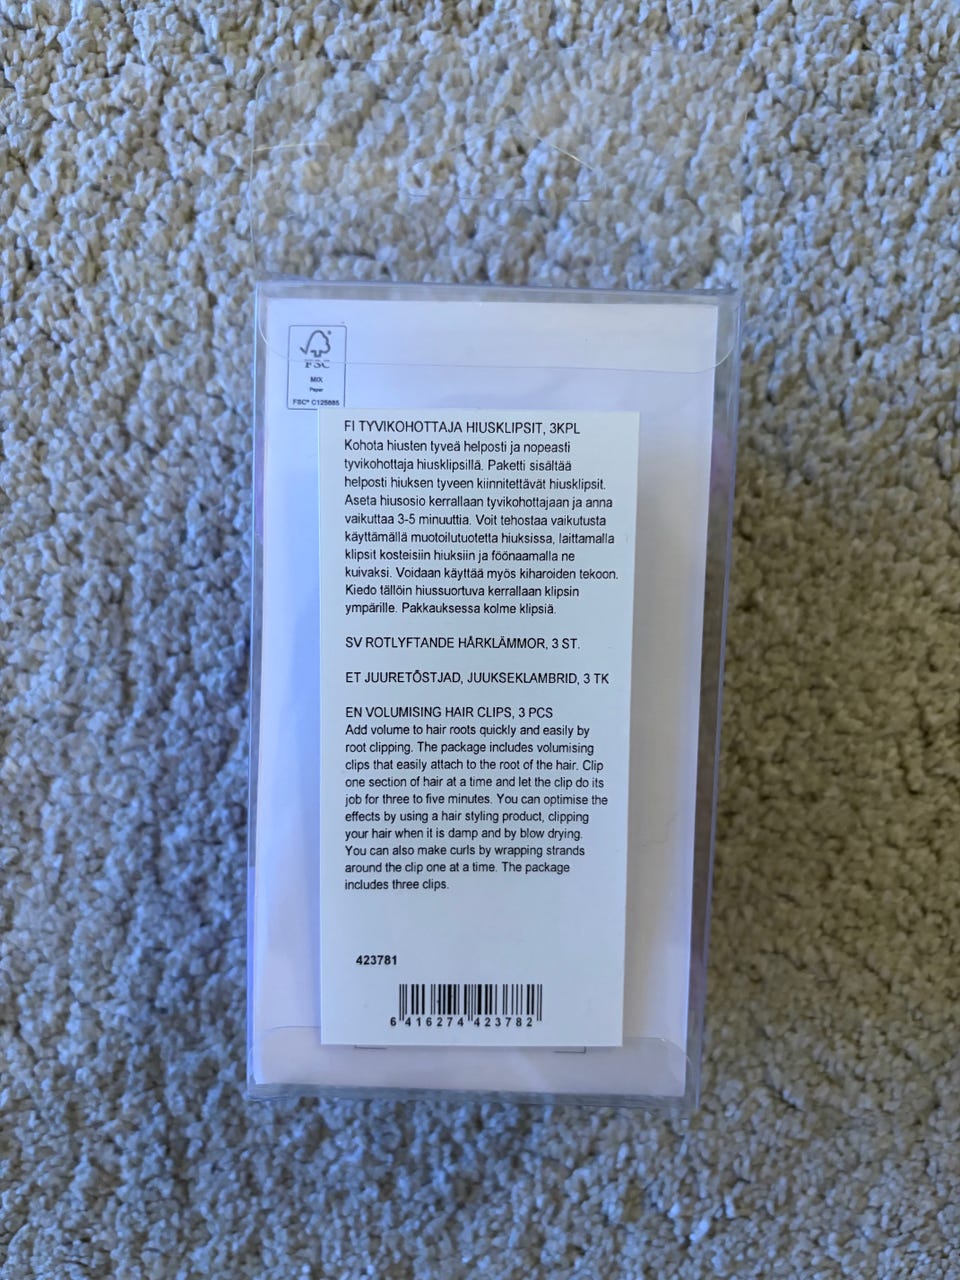 FSC
MIX
Paper
FSC® C125685
FI TYVIKOHOTTAJA HIUSKLIPSIT, 3KPL
Kohota hiusten tyveä helposti ja nopeasti
tyvikohottaja hiusklipsillä. Paketti sisältää
helposti hiuksen tyveen kiinnitettävät hiusklipsit.
Aseta hiusosio kerrallaan tyvikohottajaan ja anna
vaikuttaa 3-5 minuuttia. Voit tehostaa vaikutusta
käyttämällä muotoilutuotetta hiuksissa, laittamalla
klipsit kosteisiin hiuksiin ja föönaamalla ne
kuivaksi. Voidaan käyttää myös kiharoiden tekoon.
Kiedo tällöin hiussuortuva kerrallaan klipsin
ympärille. Pakkauksessa kolme klipsiä.
SV ROTLYFTANDE HÅRKLÄMMOR, 3 ST.
ET JUURETÕSTJAD, JUUKSEKLAMBRID, 3 TK
EN VOLUMISING HAIR CLIPS, 3 PCS
Add volume to hair roots quickly and easily by
root clipping. The package includes volumising
clips that easily attach to the root of the hair. Clip
one section of hair at a time and let the clip do its
job for three to five minutes. You can optimise the
effects by using a hair styling product, clipping
your hair when it is damp and by blow drying.
You can also make curls by wrapping strands
around the clip one at a time. The package
includes three clips.
423781
6 416274 423782